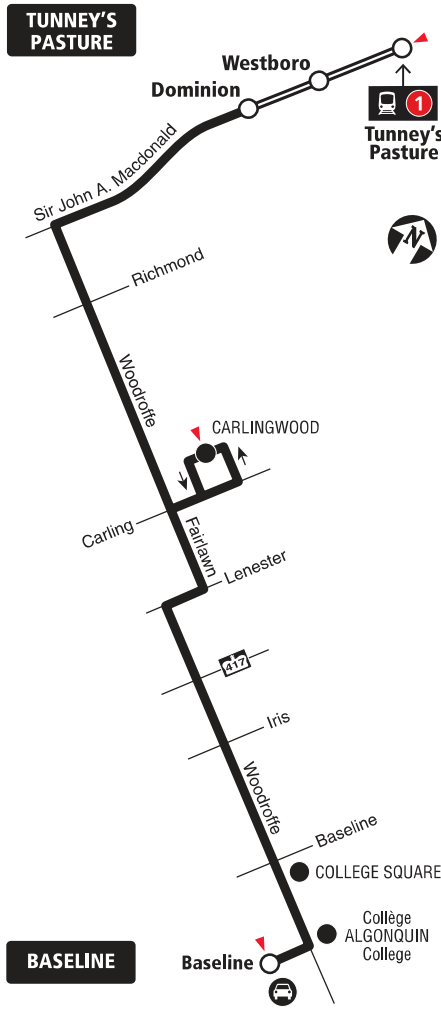 TUNNEY'S
PASTURE
Westboro
Dominion
1
Tunney's
Pasture
Sir John A. Macdonald
N
Richmond
Woodroffe
CARLINGWOOD
Carling
Fairlawn
Lenester
417
Iris
Woodroffe
Baseline
COLLEGE SQUARE
Collège
ALGONQUIN
College
BASELINE
Baseline